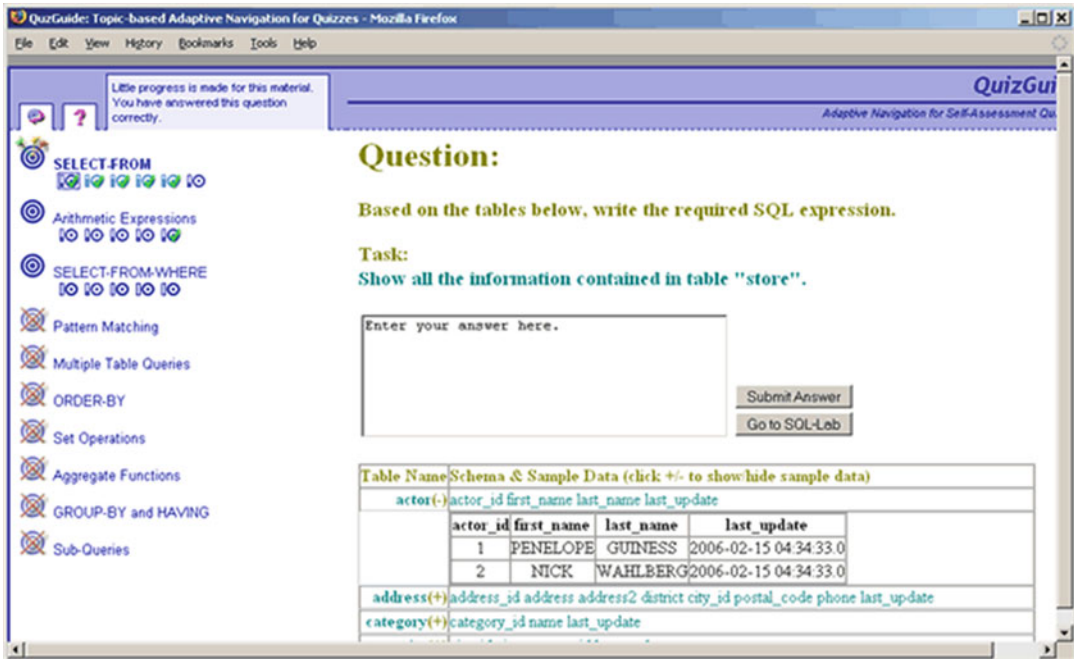 QuzGuide: Topic-based Adaptive Navigation for Quizzes - Mozilla Firefox
File Edit View History Bookmarks Tools Help
Little progress is made for this material.
You have answered this question
correctly.
?
QuizGui
Adaptive Navigation for Self-Assessment Qu
SELECT-FROM
Arithmetic Expressions
SELECT-FROM-WHERE
Pattern Matching
Multiple Table Queries
ORDER-BY
Set Operations
Aggregate Functions
GROUP-BY and HAVING
Sub-Queries
Question:
Based on the tables below, write the required SQL expression.
Task:
Show all the information contained in table "store".
Enter your answer here.
Submit Answer
Go to SQL-Lab
Table Name Schema & Sample Data (click +/- to show/hide sample data)
actor(-) actor_id first_name last_name last_update
actor_id first_name last_name last_update
1 PENELOPE GUINESS 2006-02-15 04:34:33.0
2 NICK WAHLBERG 2006-02-15 04:34:33.0
address(+) address_id address address2 district city_id postal_code phone last_update
category(+) category_id name last_update